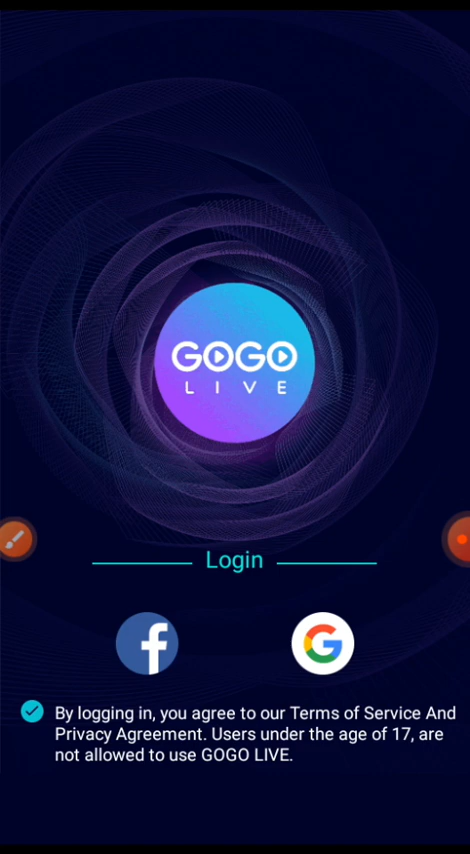 GOGO
LIVE
Login
By logging in, you agree to our Terms of Service And
Privacy Agreement. Users under the age of 17, are
not allowed to use GOGO LIVE.